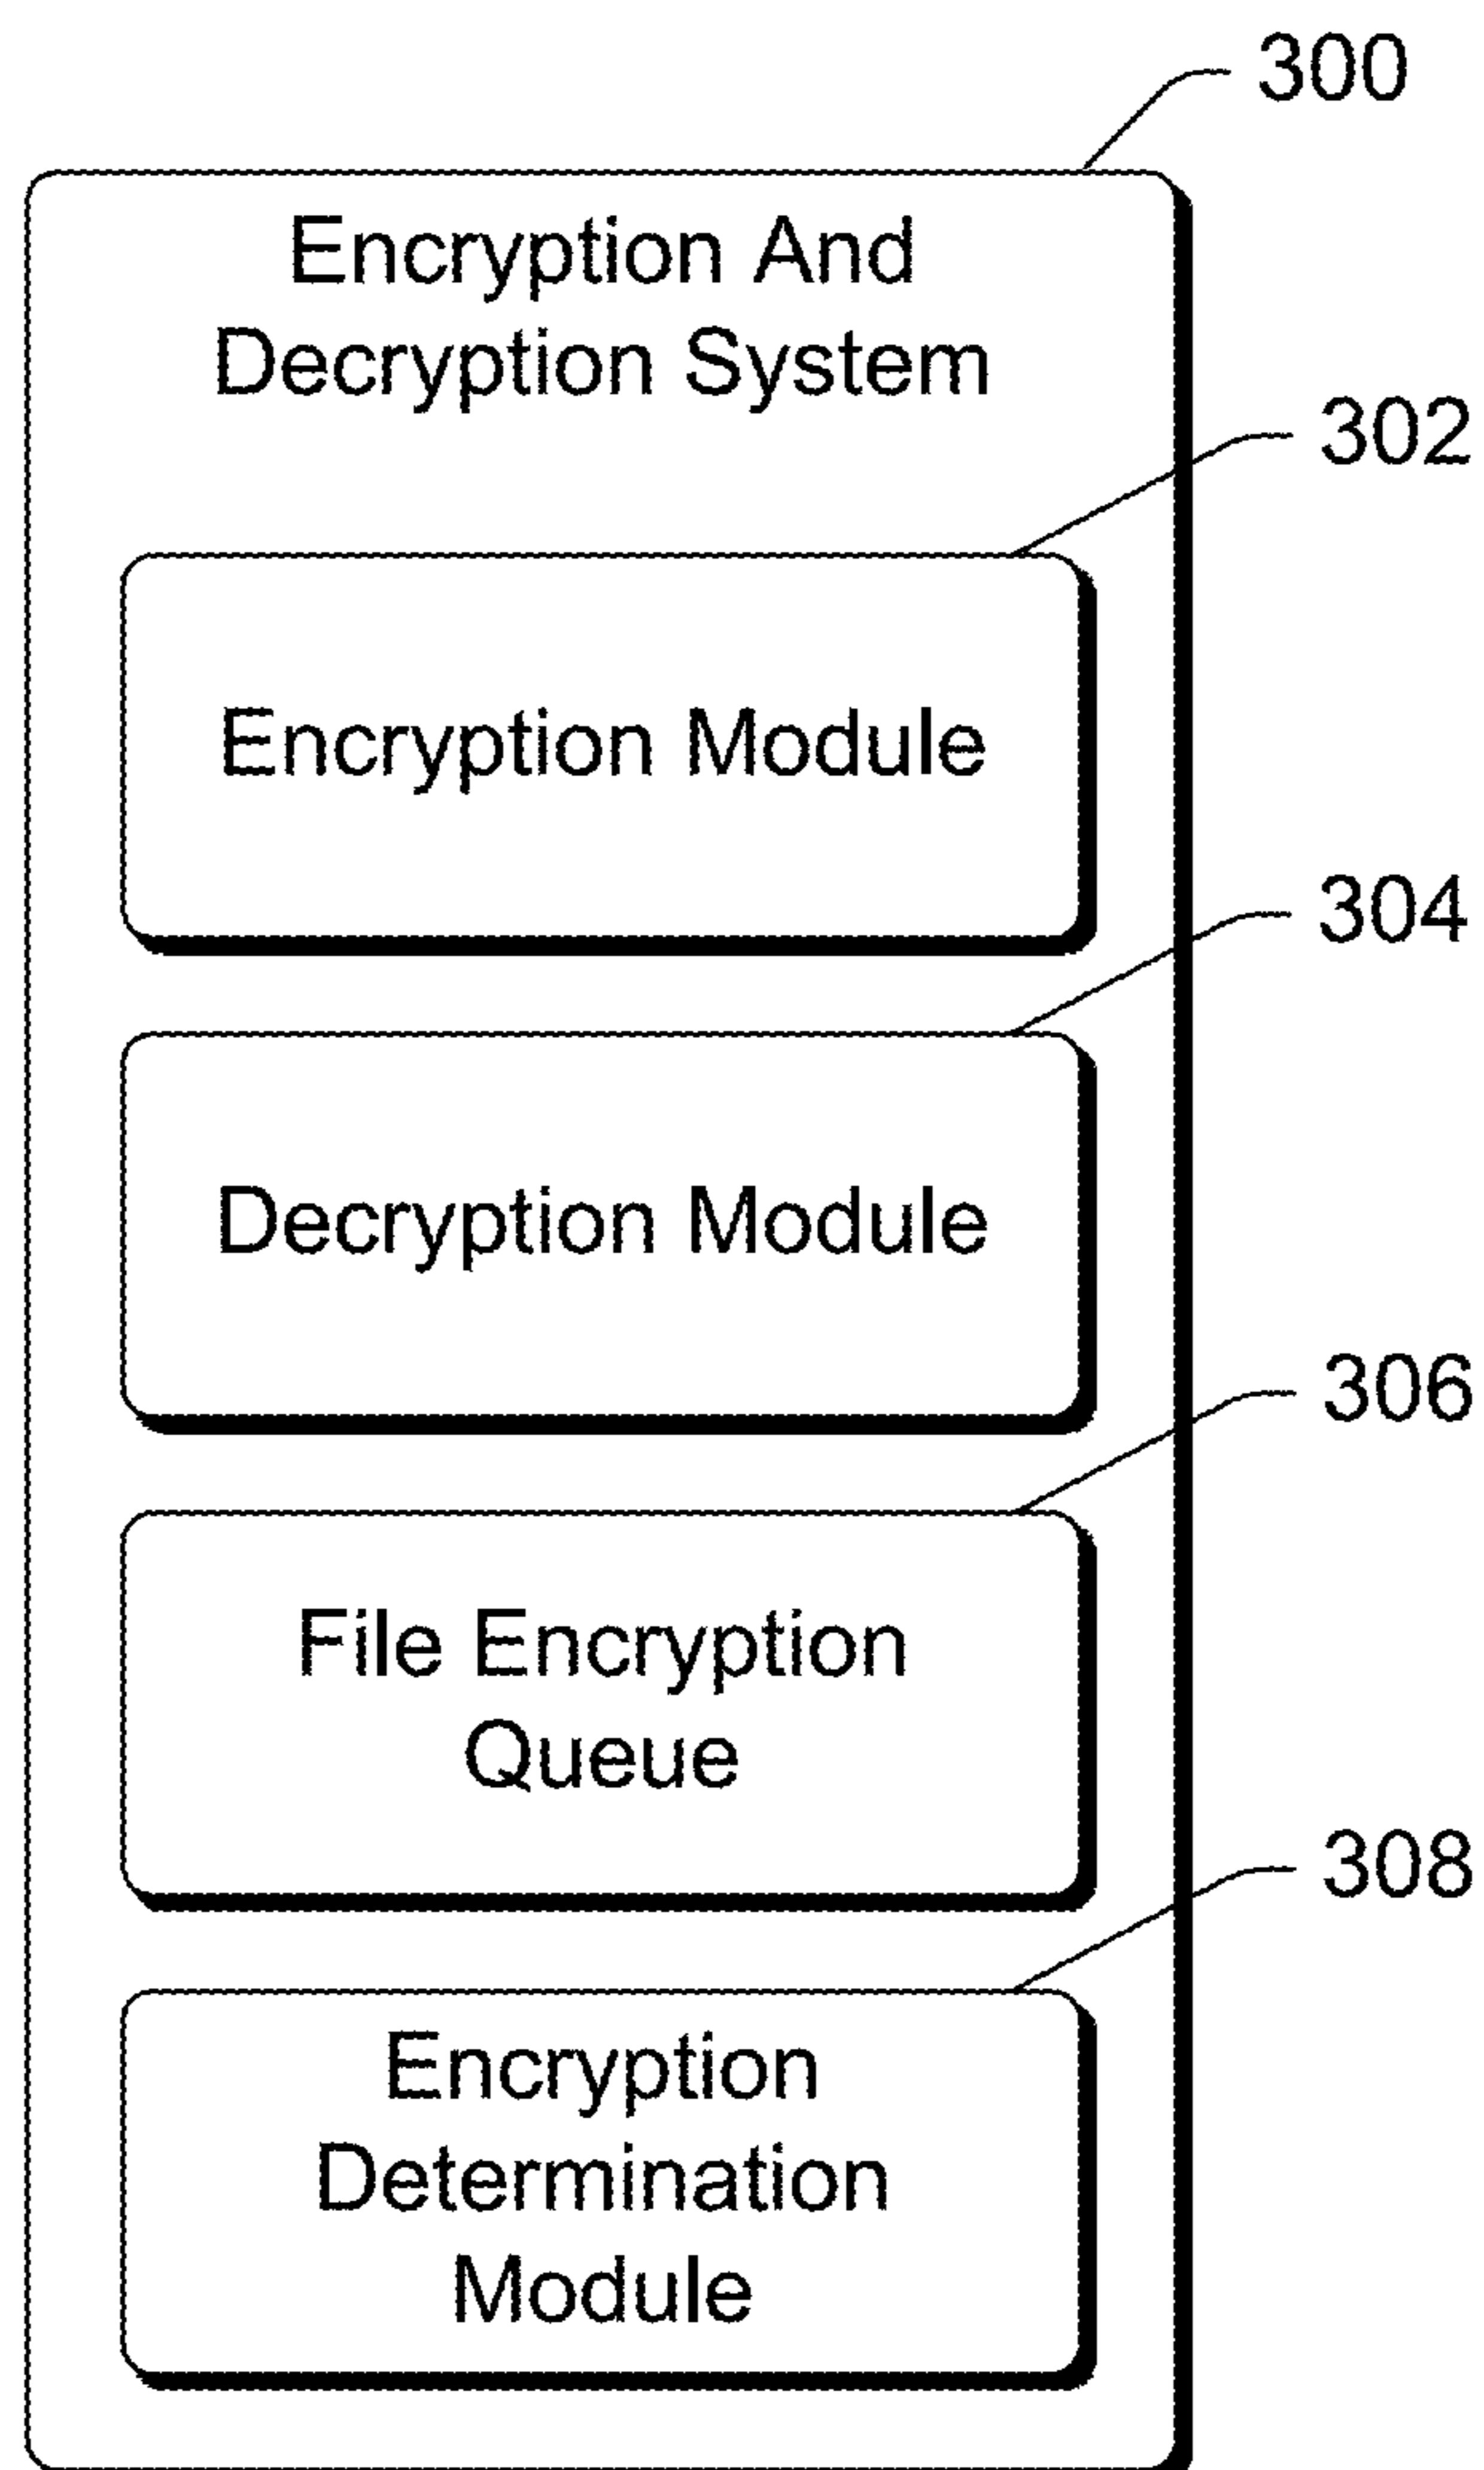 300
Encryption And
Decryption System
302
Encryption Module
304
Decryption Module
306
File Encryption
Queue
308
Encryption
Determination
Module